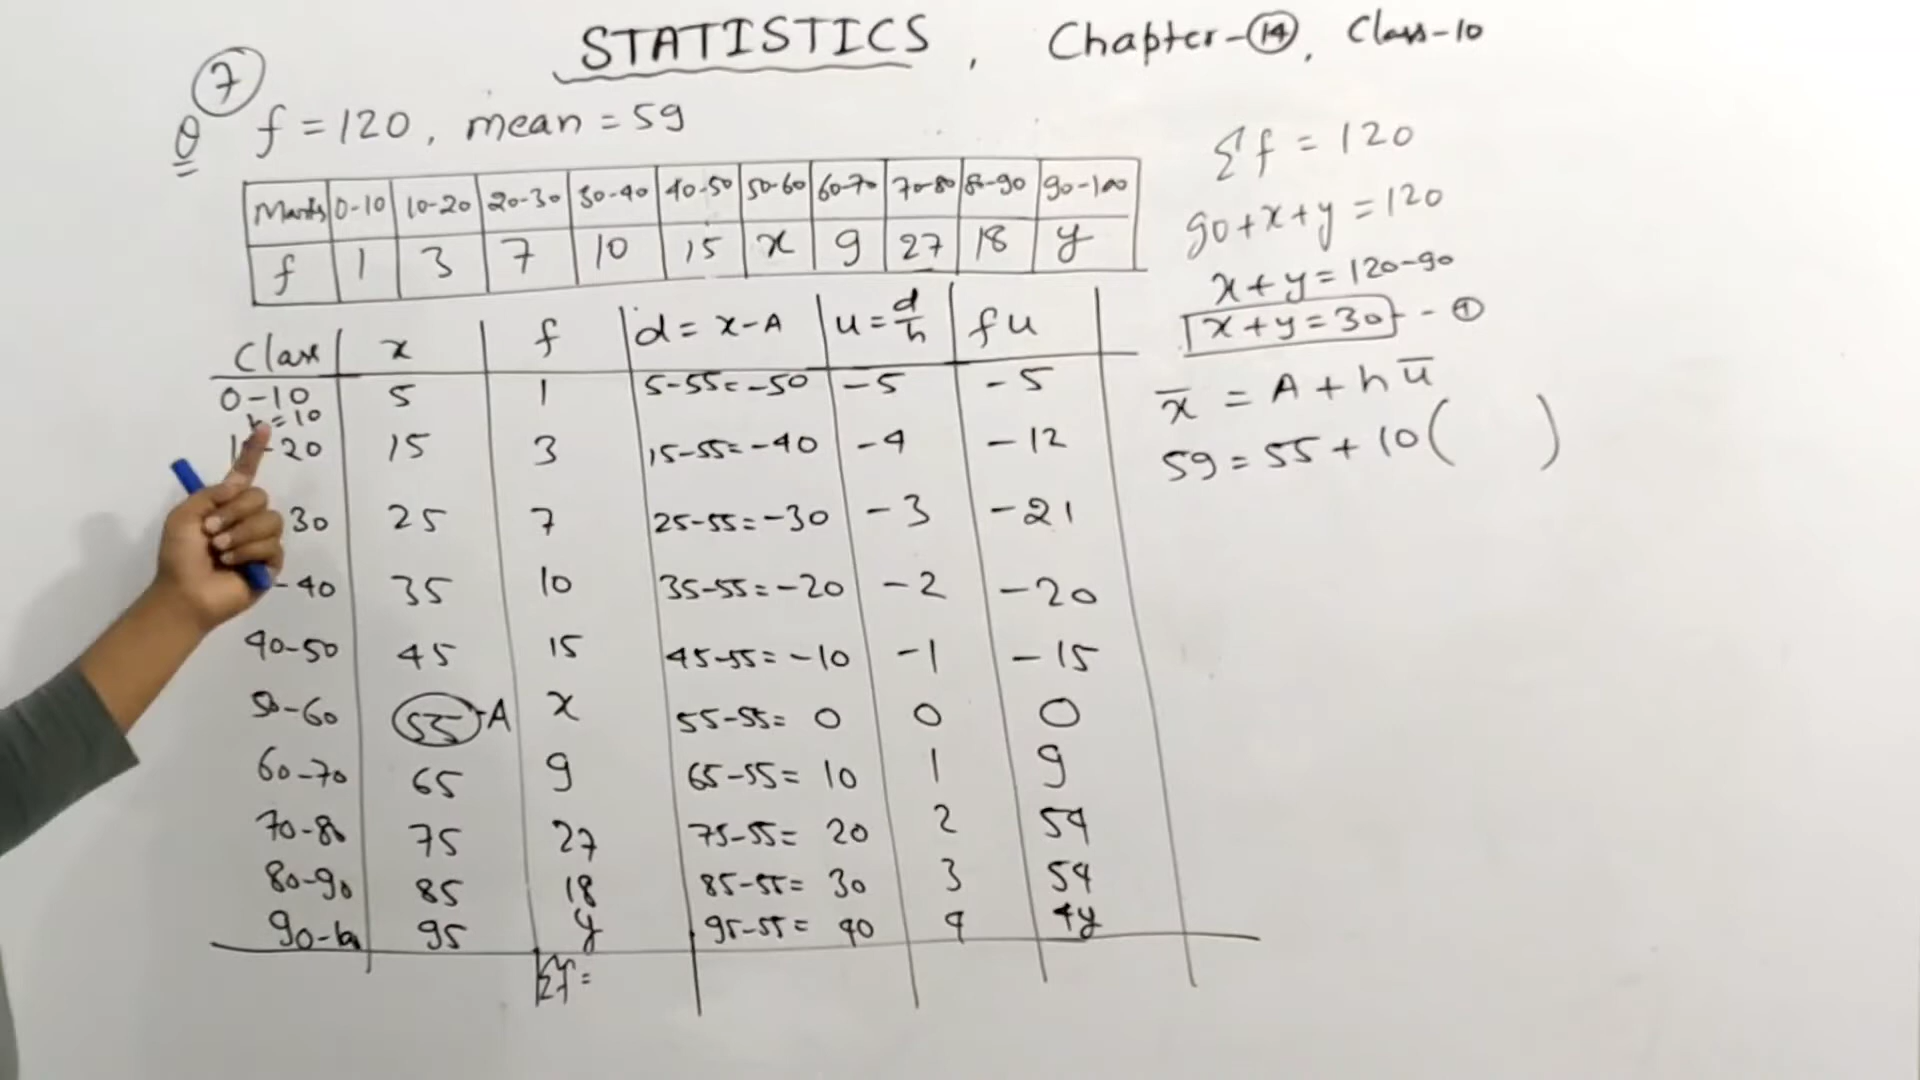 STATISTICS , Chapter-14, Class-10
7
Q f = 120, mean = 59
Marks 0-10 10-20 20-30 30-40 40-50 50-60 60-70 70-80 80-90 90-100
f 1 3 7 10 15 x 9 27 18 y
Class x f d = x-A u = d/h fu
0-10 5 1 5-55=-50 -5 -5
h=10
-20 15 3 15-55=-40 -4 -12
30 25 7 25-55=-30 -3 -21
-40 35 10 35-55=-20 -2 -20
40-50 45 15 45-55=-10 -1 -15
50-60 55-A x 55-55= 0 0 0
60-70 65 9 65-55= 10 1 9
70-80 75 27 75-55= 20 2 54
80-90 85 18 85-55= 30 3 54
90-100 95 y 95-55= 40 4 4y
Σf=
Σf = 120
90+x+y=120
x+y=120-90
x+y=30 -- 1
x̄ = A + hū
59 = 55 + 10( )